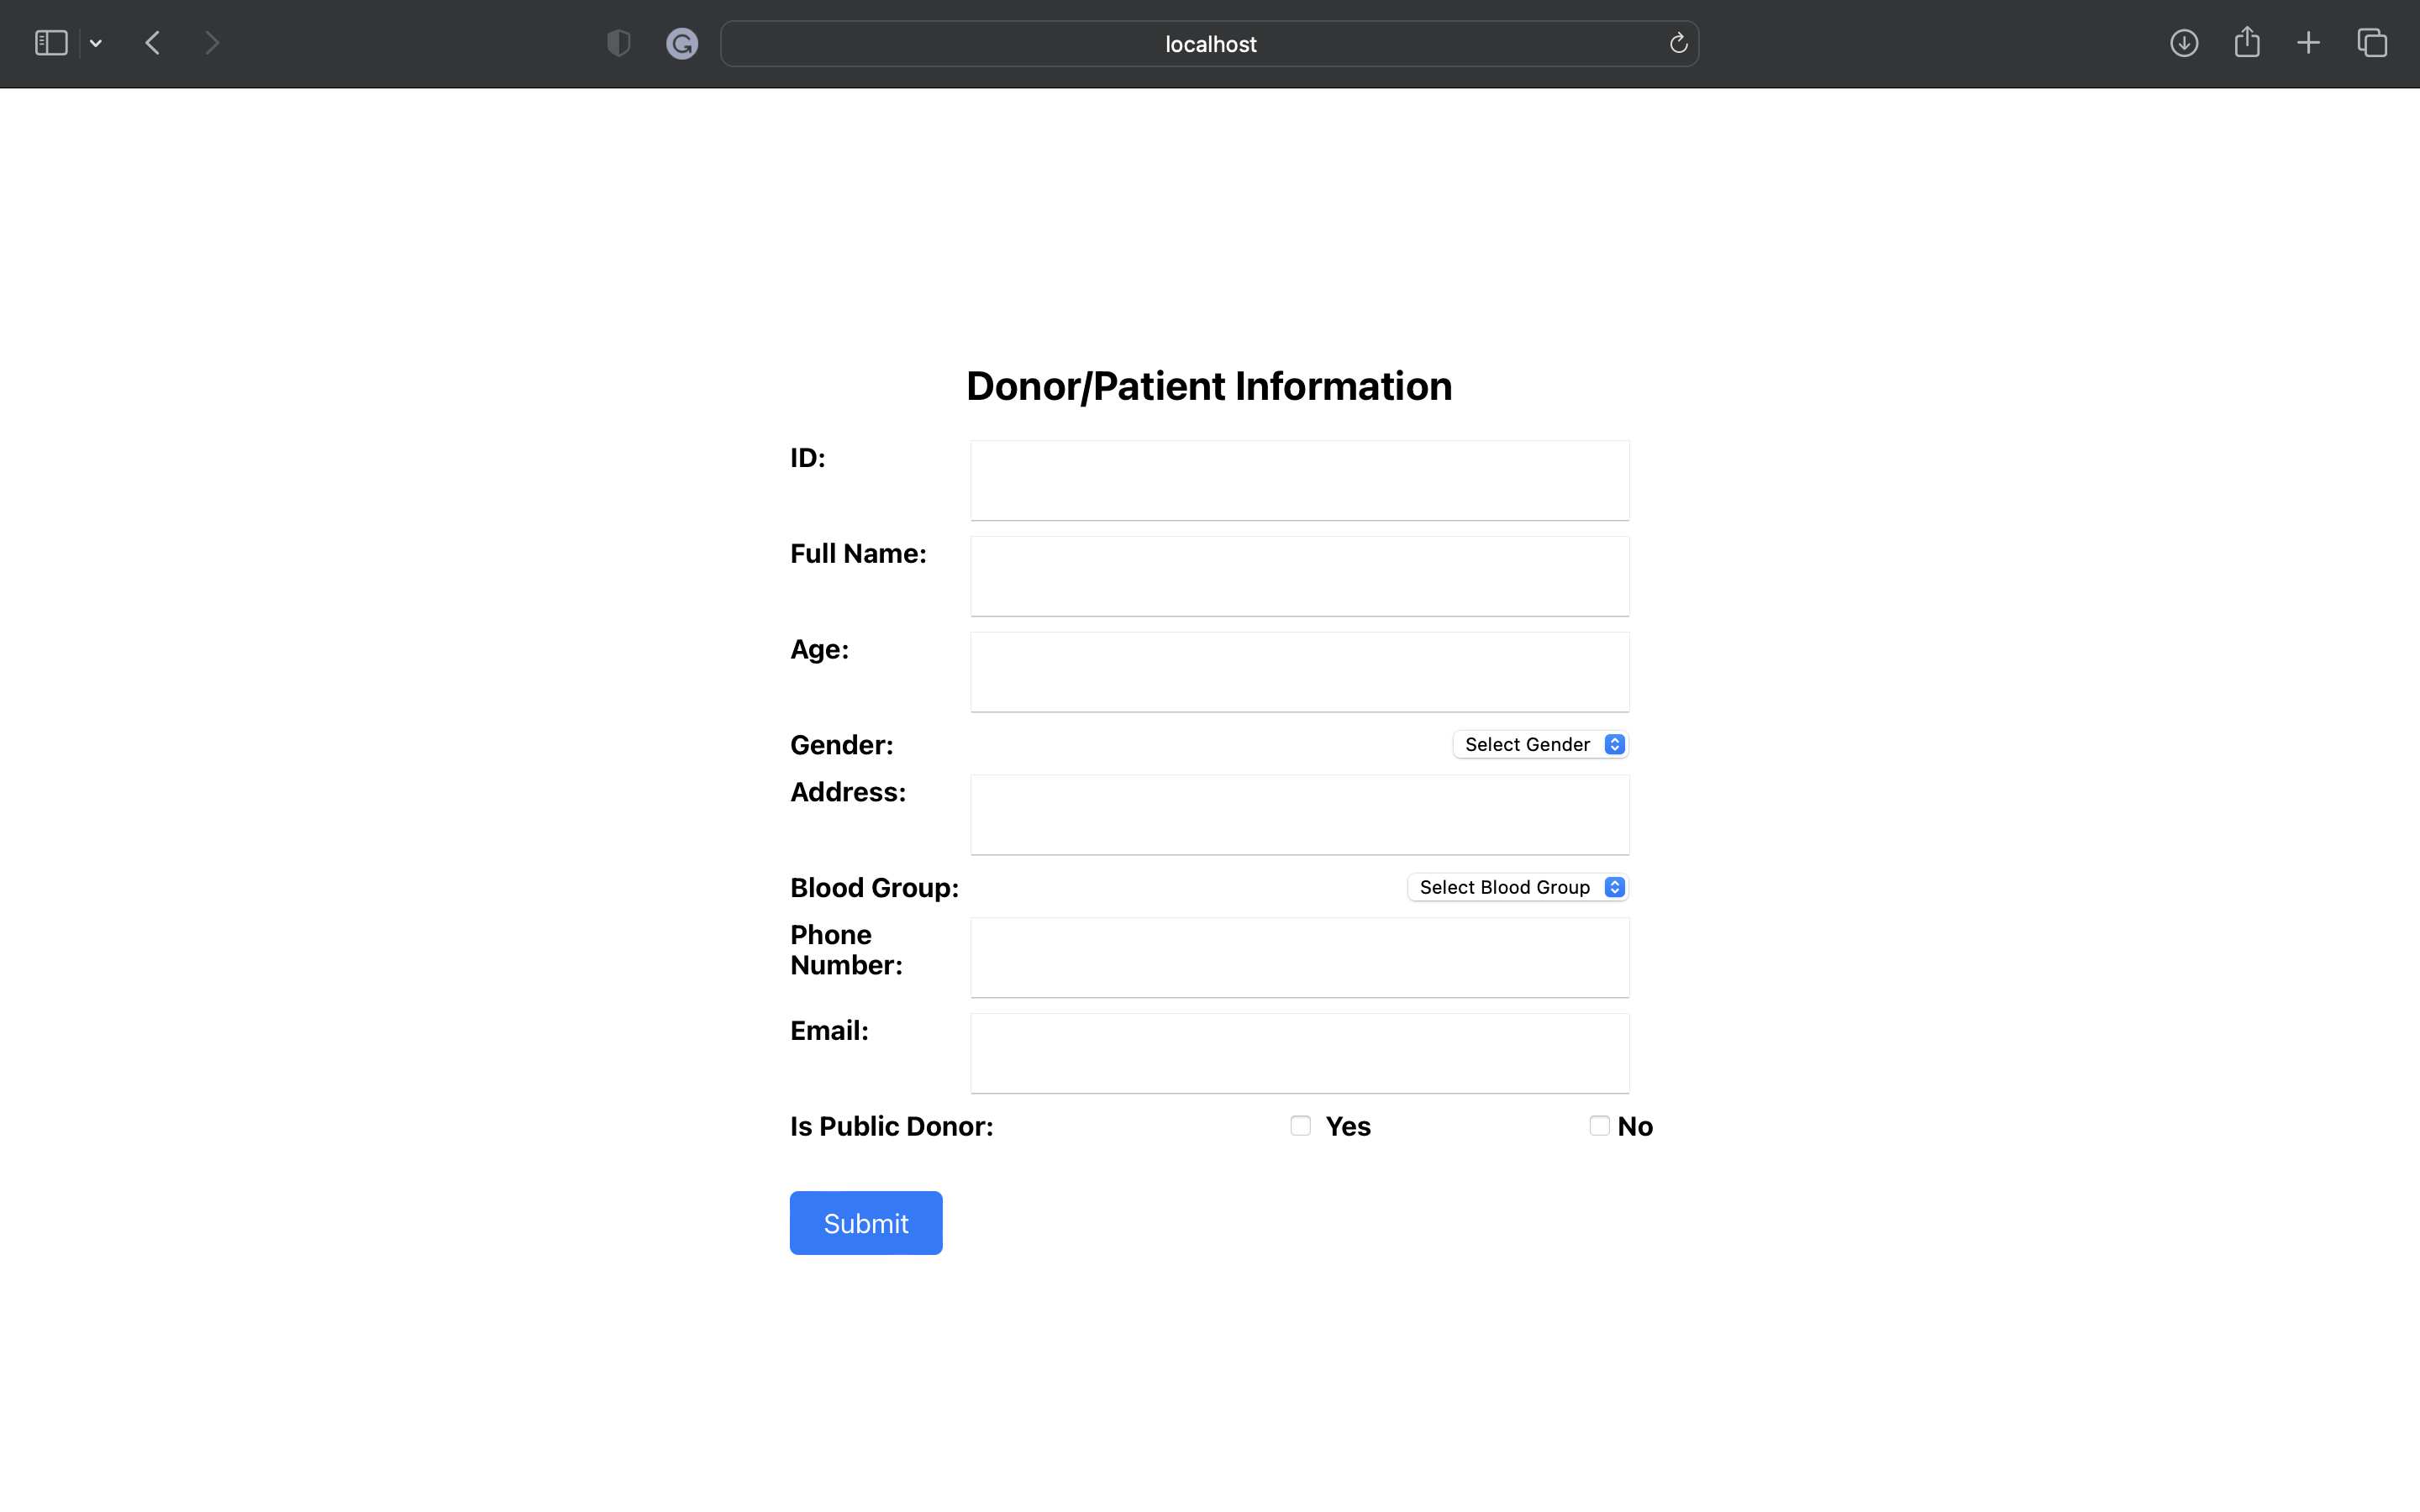 localhost
Donor/Patient Information
ID:
Full Name:
Age:
Gender: Select Gender
Address:
Blood Group: Select Blood Group
Phone
Number:
Email:
Is Public Donor: Yes No
Submit